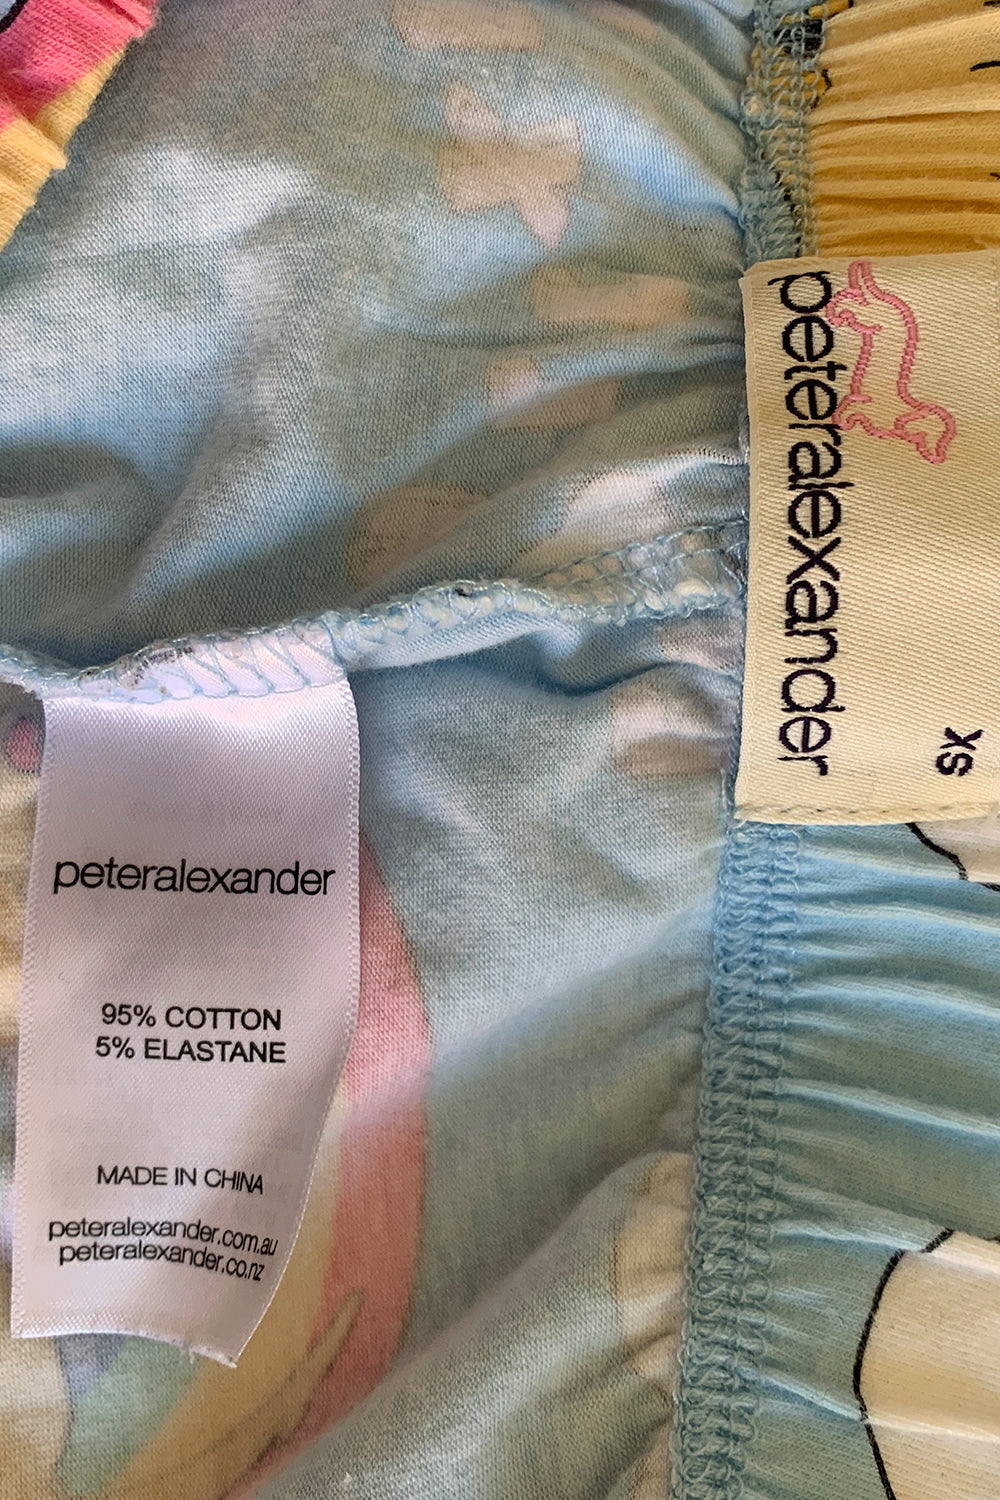 peteralexander
XS
peteralexander
95% COTTON
5% ELASTANE
MADE IN CHINA
peteralexander.com.au
peteralexander.co.nz